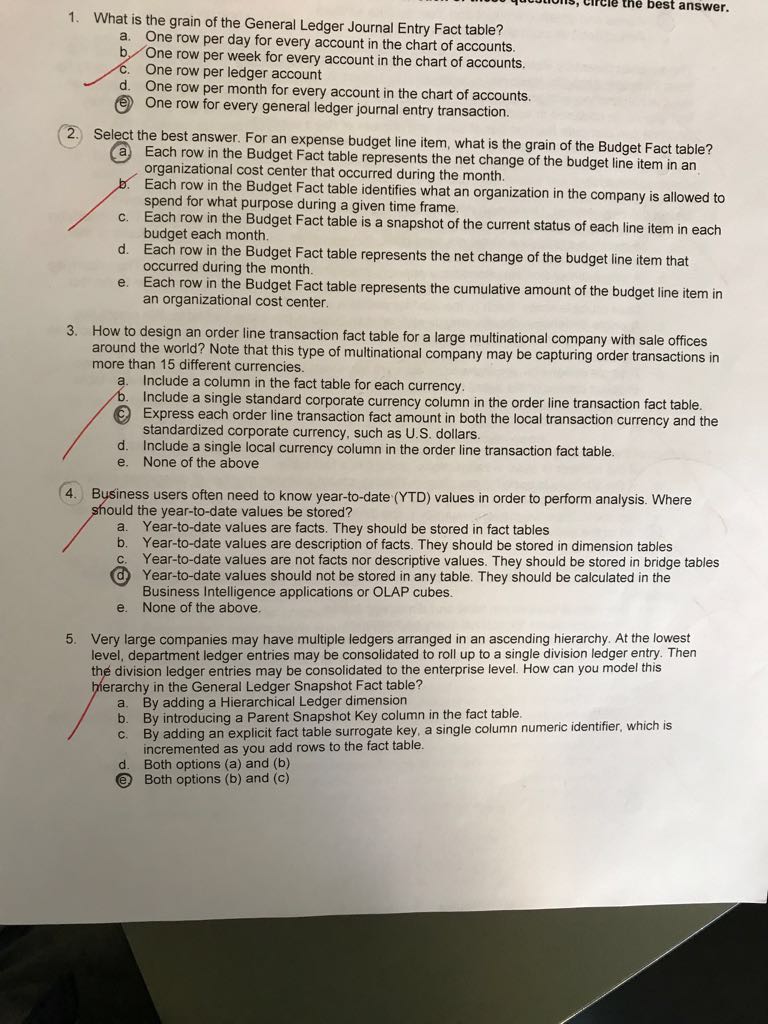 questions, circle the best answer.
1. What is the grain of the General Ledger Journal Entry Fact table?
a. One row per day for every account in the chart of accounts.
b. One row per week for every account in the chart of accounts.
c. One row per ledger account
d. One row per month for every account in the chart of accounts.
e One row for every general ledger journal entry transaction.
2. Select the best answer. For an expense budget line item, what is the grain of the Budget Fact table?
a Each row in the Budget Fact table represents the net change of the budget line item in an
organizational cost center that occurred during the month.
b. Each row in the Budget Fact table identifies what an organization in the company is allowed to
spend for what purpose during a given time frame.
c. Each row in the Budget Fact table is a snapshot of the current status of each line item in each
budget each month.
d. Each row in the Budget Fact table represents the net change of the budget line item that
occurred during the month.
e. Each row in the Budget Fact table represents the cumulative amount of the budget line item in
an organizational cost center.
3. How to design an order line transaction fact table for a large multinational company with sale offices
around the world? Note that this type of multinational company may be capturing order transactions in
more than 15 different currencies.
a. Include a column in the fact table for each currency.
b. Include a single standard corporate currency column in the order line transaction fact table.
c Express each order line transaction fact amount in both the local transaction currency and the
standardized corporate currency, such as U.S. dollars.
d. Include a single local currency column in the order line transaction fact table.
e. None of the above
4. Business users often need to know year-to-date (YTD) values in order to perform analysis. Where
should the year-to-date values be stored?
a. Year-to-date values are facts. They should be stored in fact tables
b. Year-to-date values are description of facts. They should be stored in dimension tables
c. Year-to-date values are not facts nor descriptive values. They should be stored in bridge tables
d Year-to-date values should not be stored in any table. They should be calculated in the
Business Intelligence applications or OLAP cubes.
e. None of the above.
5. Very large companies may have multiple ledgers arranged in an ascending hierarchy. At the lowest
level, department ledger entries may be consolidated to roll up to a single division ledger entry. Then
the division ledger entries may be consolidated to the enterprise level. How can you model this
hierarchy in the General Ledger Snapshot Fact table?
a. By adding a Hierarchical Ledger dimension
b. By introducing a Parent Snapshot Key column in the fact table.
c. By adding an explicit fact table surrogate key, a single column numeric identifier, which is
incremented as you add rows to the fact table.
d. Both options (a) and (b)
e Both options (b) and (c)